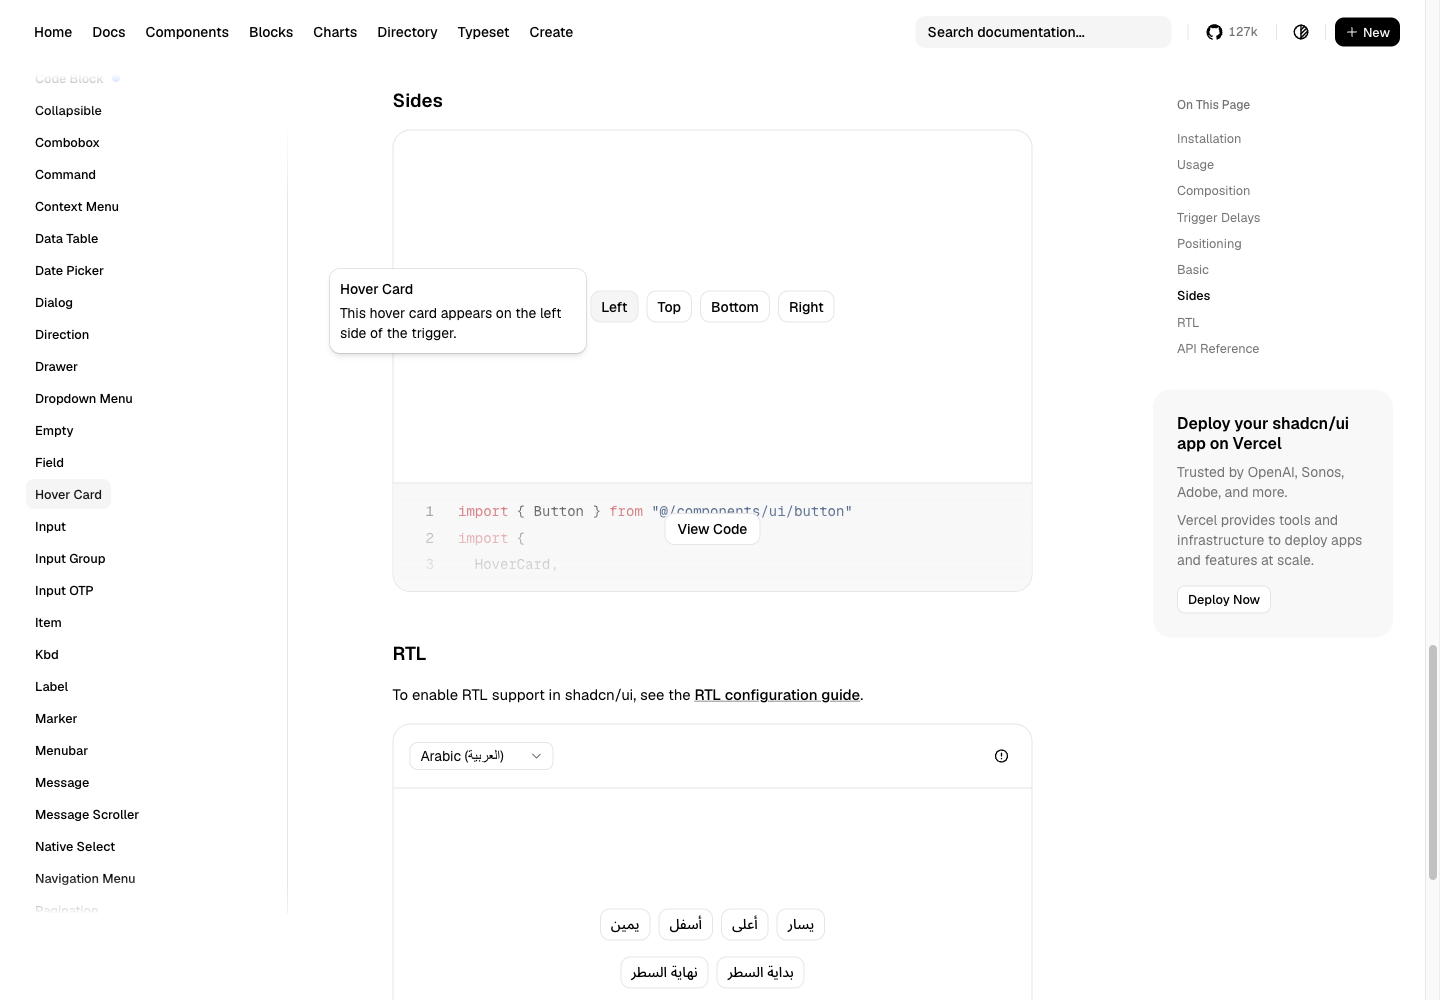 Home Docs Components Blocks Charts Directory Typeset Create
Search documentation...
127k
New
Code Block
Collapsible
Combobox
Command
Context Menu
Data Table
Date Picker
Dialog
Direction
Drawer
Dropdown Menu
Empty
Field
Hover Card
Input
Input Group
Input OTP
Item
Kbd
Label
Marker
Menubar
Message
Message Scroller
Native Select
Navigation Menu
Pagination
Sides
Hover Card
This hover card appears on the left
side of the trigger.
Left Top Bottom Right
1 import { Button } from "@/components/ui/button"
View Code
2 import {
3 HoverCard,
RTL
To enable RTL support in shadcn/ui, see the RTL configuration guide.
Arabic (العربية)
يسار أعلى أسفل يمين
بداية السطر نهاية السطر
On This Page
Installation
Usage
Composition
Trigger Delays
Positioning
Basic
Sides
RTL
API Reference
Deploy your shadcn/ui
app on Vercel
Trusted by OpenAI, Sonos,
Adobe, and more.
Vercel provides tools and
infrastructure to deploy apps
and features at scale.
Deploy Now